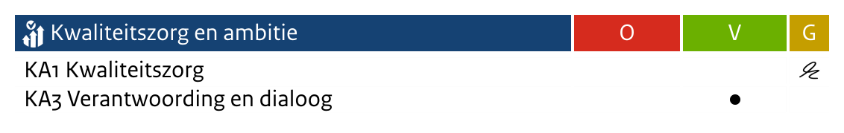 Kwaliteitszorg en ambitie O V G
KA1 Kwaliteitszorg
KA3 Verantwoording en dialoog ●